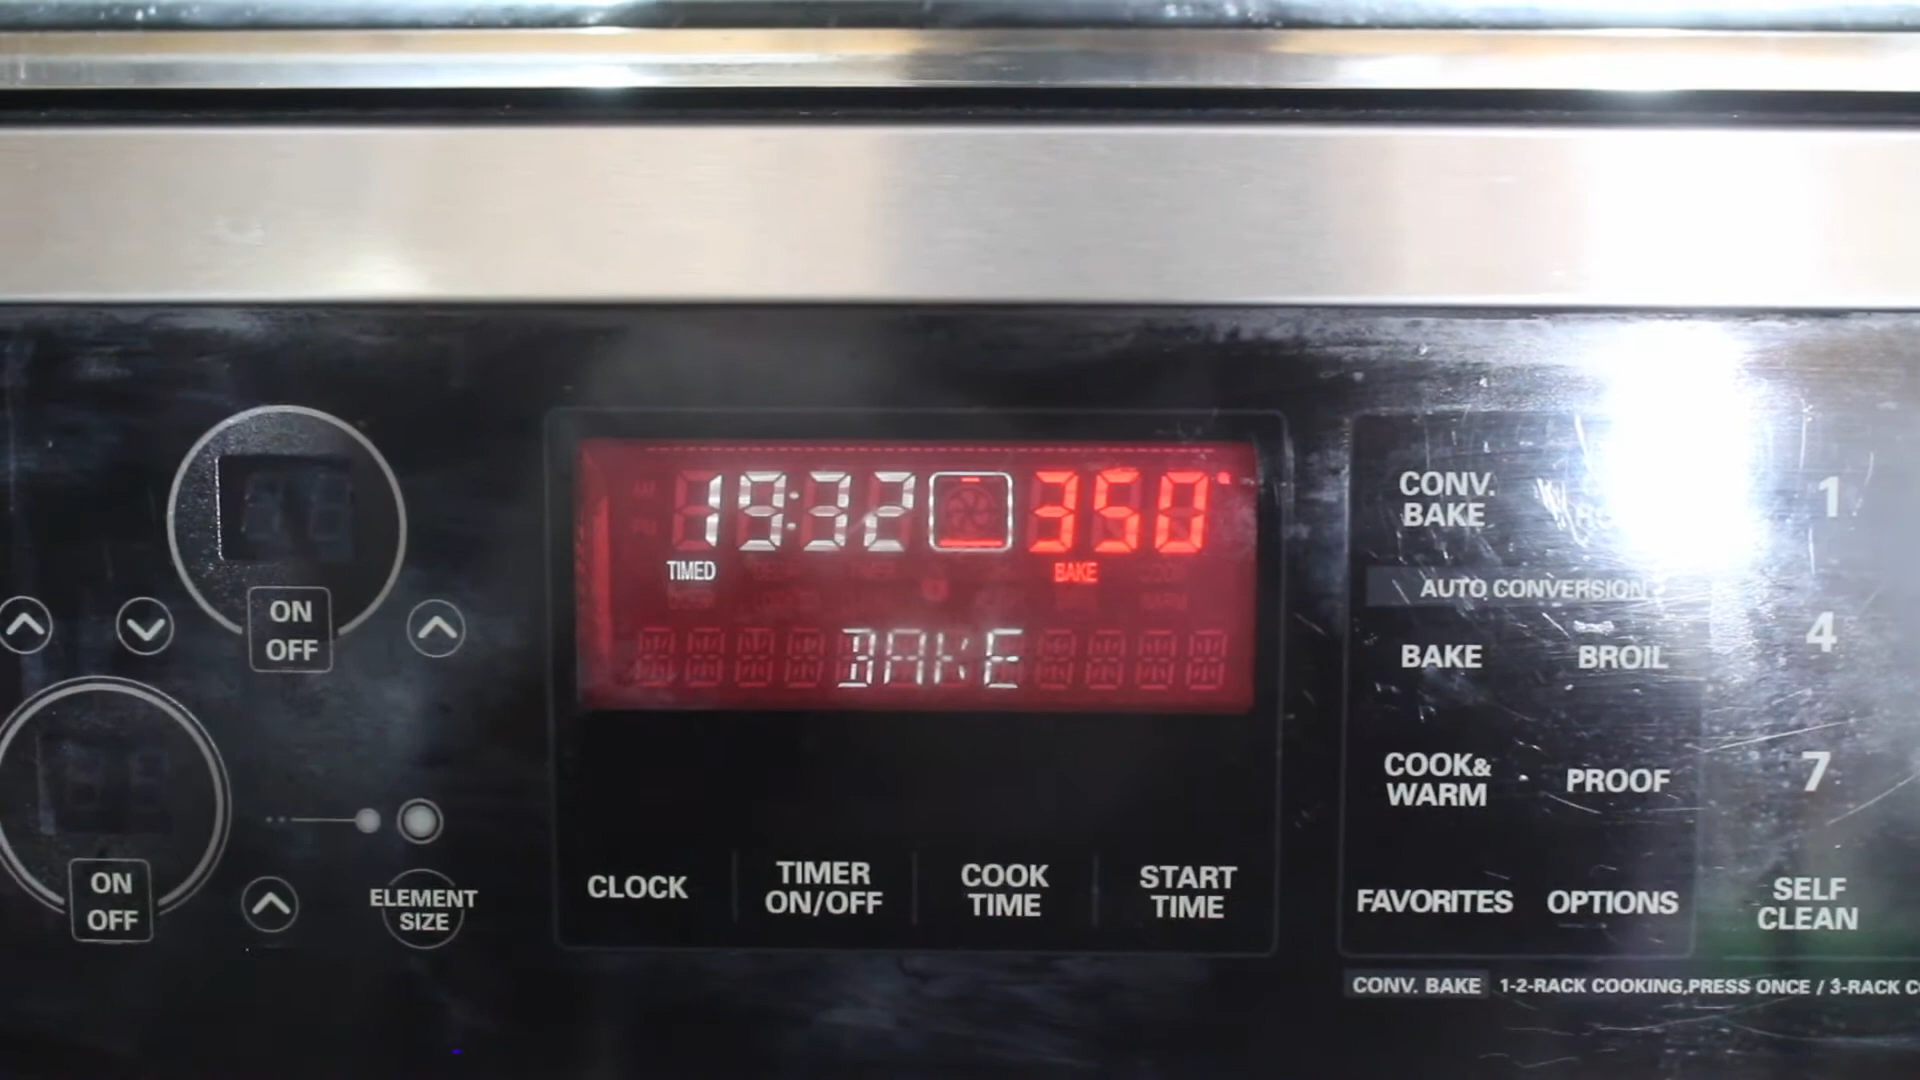 19:32 350
TIMED BAKE
BAKE
ON
OFF
ON
OFF
ELEMENT
SIZE
CLOCK
TIMER
ON/OFF
COOK
TIME
START
TIME
CONV.
BAKE
AUTO CONVERSION
BAKE
BROIL
COOK&
WARM
PROOF
FAVORITES
OPTIONS
1
4
7
SELF
CLEAN
CONV. BAKE 1-2-RACK COOKING,PRESS ONCE / 3-RACK